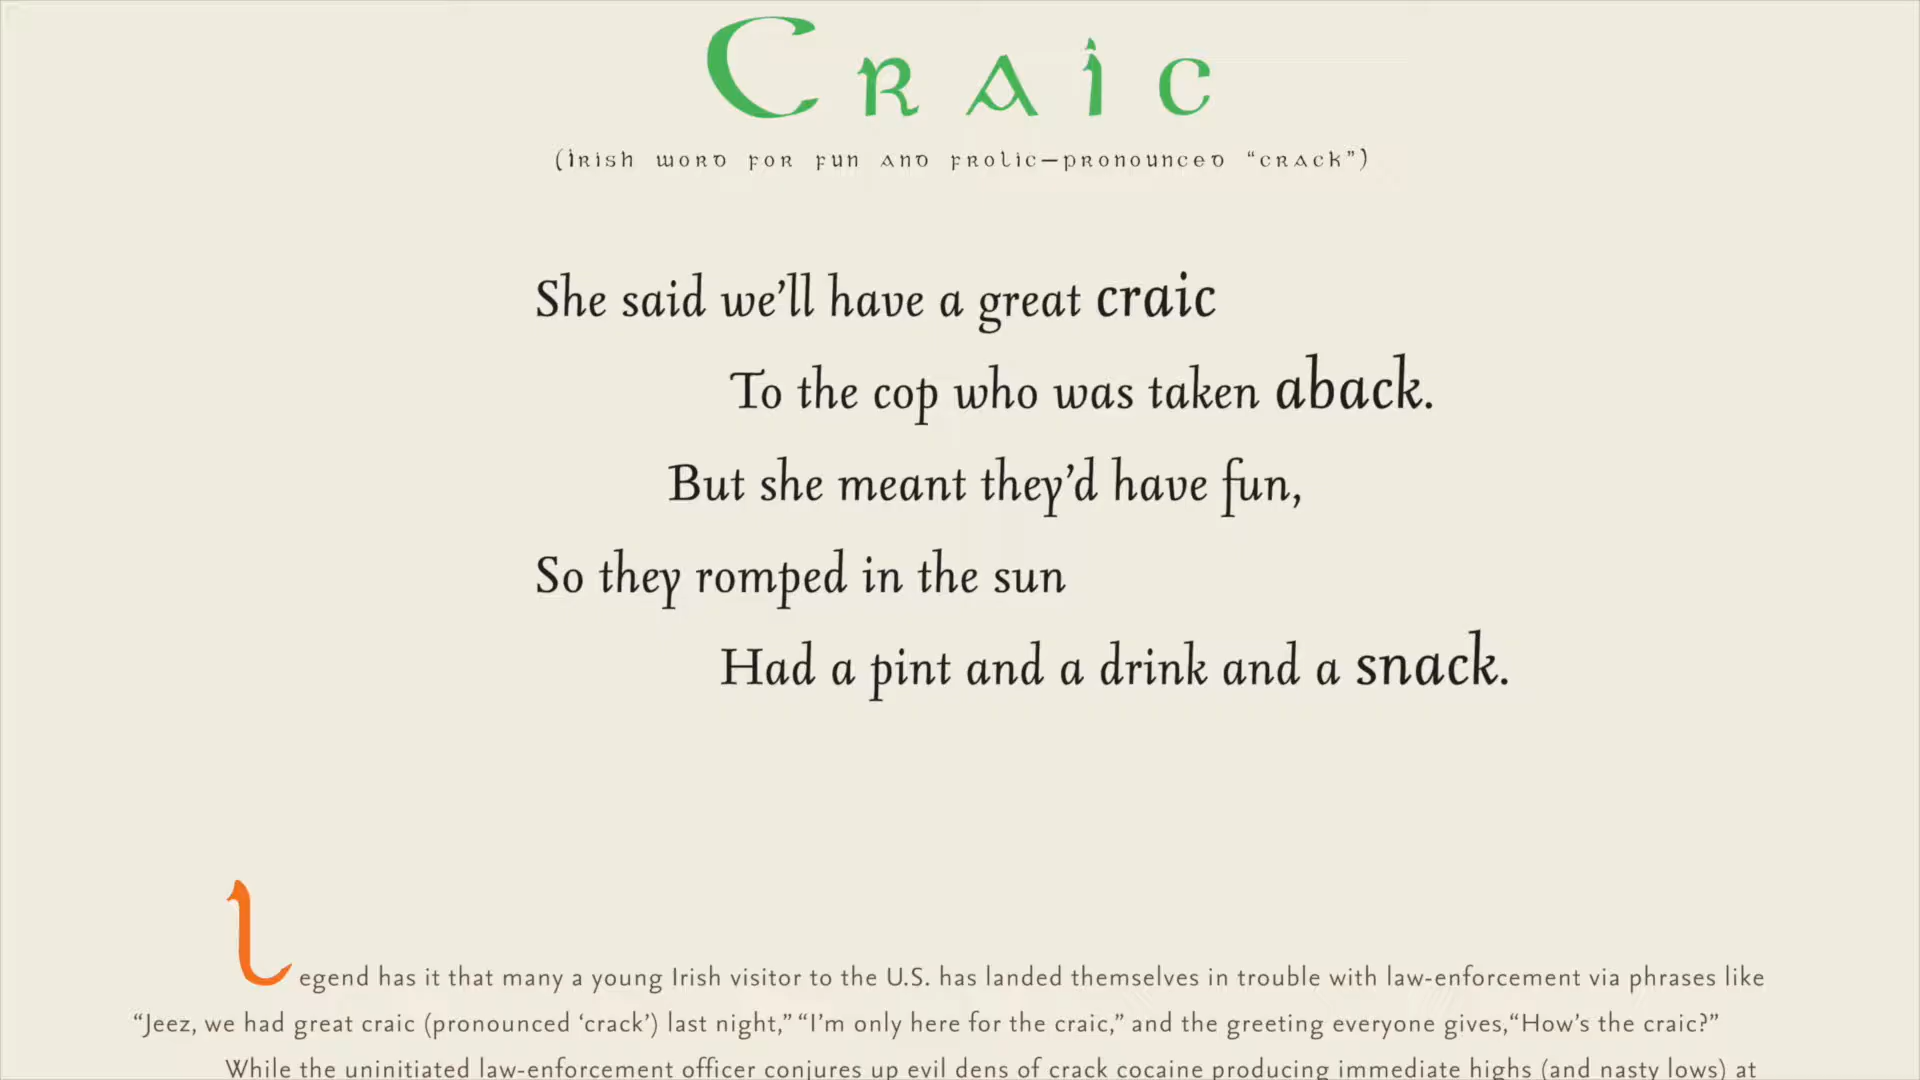 Craic
(Irish word for fun and frolic—pronounced “crack”)
She said we’ll have a great craic
To the cop who was taken aback.
But she meant they’d have fun,
So they romped in the sun
Had a pint and a drink and a snack.
Legend has it that many a young Irish visitor to the U.S. has landed themselves in trouble with law-enforcement via phrases like
“Jeez, we had great craic (pronounced ‘crack’) last night,” “I’m only here for the craic,” and the greeting everyone gives,“How’s the craic?”
While the uninitiated law-enforcement officer conjures up evil dens of crack cocaine producing immediate highs (and nasty lows) at